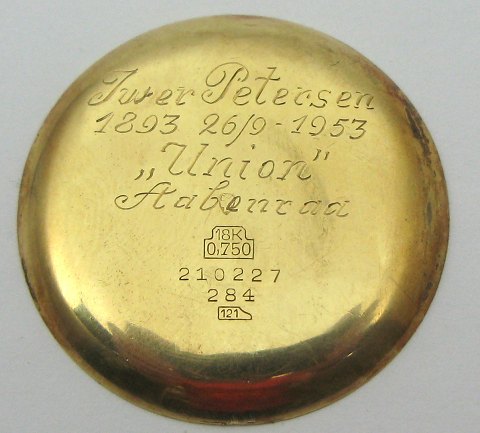 Iwer Petersen
1893 26/9-1953
„Union”
Aabenraa
18K
0,750
210227
284
121